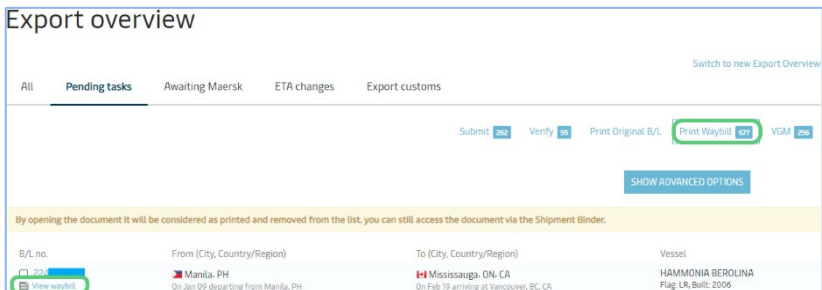 Export overview
Switch to new Export Overview
All Pending tasks Awaiting Maersk ETA changes Export customs
Submit 262 Verify 55 Print Original B/L Print Waybill 677 VGM 256
SHOW ADVANCED OPTIONS
By opening the document it will be considered as printed and removed from the list. you can still access the document via the Shipment Binder.
B/L no. From (City, Country/Region) To (City, Country/Region) Vessel
Manila, PH Mississauga, ON, CA HAMMONIA BEROLINA
View waybill On Jan 09 departing from Manila, PH On Feb 19 arriving at Vancouver, BC, CA Flag: LR, Built: 2006